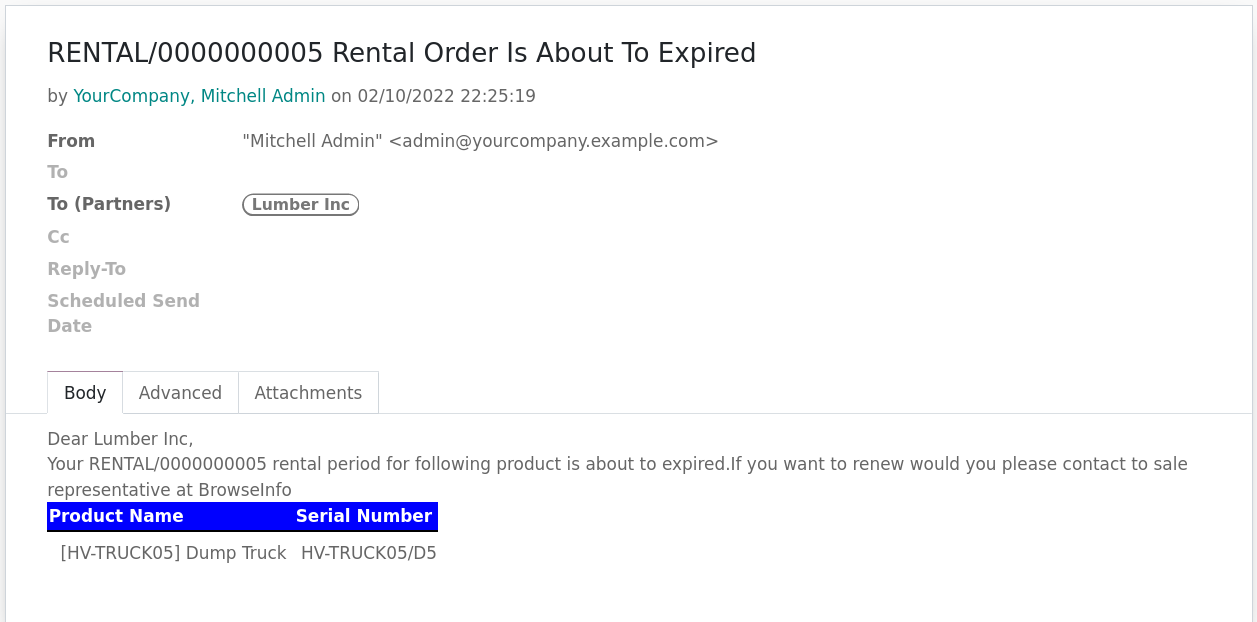 RENTAL/0000000005 Rental Order Is About To Expired
by YourCompany, Mitchell Admin on 02/10/2022 22:25:19
From "Mitchell Admin" <admin@yourcompany.example.com>
To
To (Partners) Lumber Inc
Cc
Reply-To
Scheduled Send
Date
Body Advanced Attachments
Dear Lumber Inc,
Your RENTAL/0000000005 rental period for following product is about to expired.If you want to renew would you please contact to sale
representative at BrowseInfo
Product Name Serial Number
[HV-TRUCK05] Dump Truck HV-TRUCK05/D5